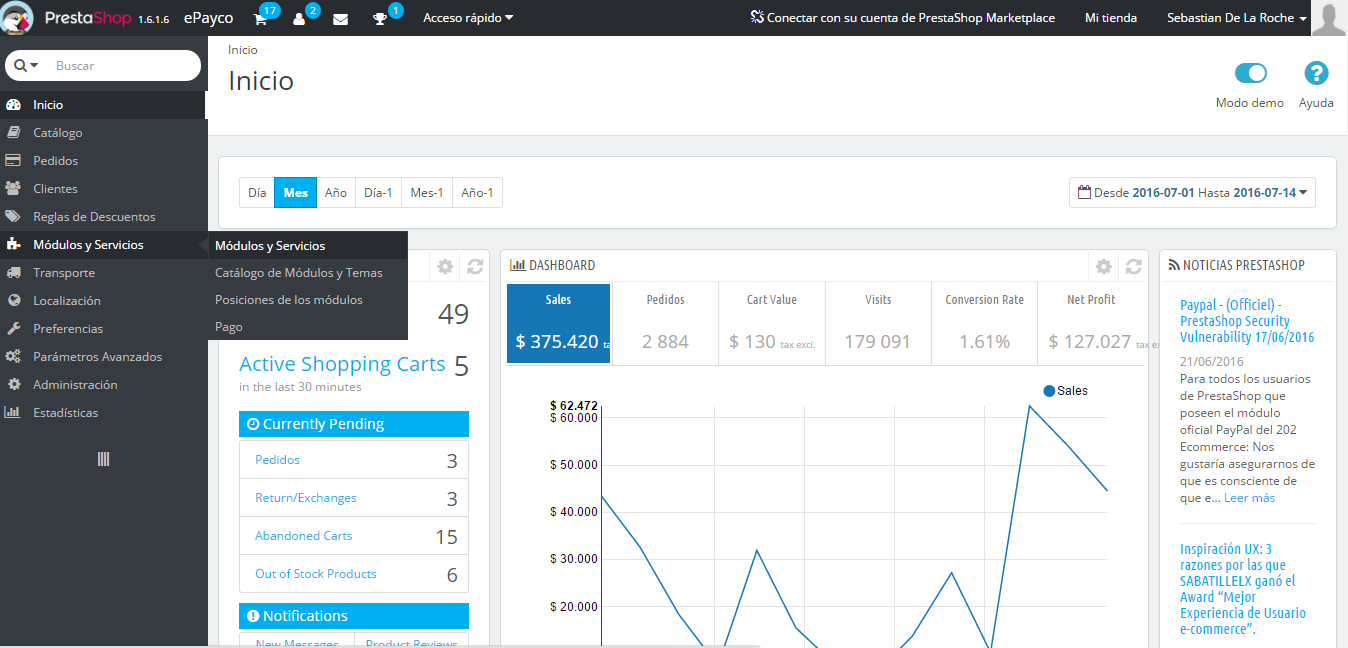 PrestaShop 1.6.1.6 ePayco 17 2 1 Acceso rápido Conectar con su cuenta de PrestaShop Marketplace Mi tienda Sebastian De La Roche
Buscar
Inicio
Catálogo
Pedidos
Clientes
Reglas de Descuentos
Módulos y Servicios
Transporte
Localización
Preferencias
Parámetros Avanzados
Administración
Estadísticas
Módulos y Servicios
Catálogo de Módulos y Temas
Posiciones de los módulos
Pago
Inicio
Inicio
Modo demo
Ayuda
Día Mes Año Día-1 Mes-1 Año-1
Desde 2016-07-01 Hasta 2016-07-14
49
Active Shopping Carts 5
in the last 30 minutes
Currently Pending
Pedidos 3
Return/Exchanges 3
Abandoned Carts 15
Out of Stock Products 6
Notifications
New Messages Product Reviews
DASHBOARD
Sales Pedidos Cart Value Visits Conversion Rate Net Profit
$ 375.420 2 884 $ 130 tax excl. 179 091 1.61% $ 127.027 tax ex
Sales
$ 62.472
$ 60.000
$ 50.000
$ 40.000
$ 30.000
$ 20.000
NOTICIAS PRESTASHOP
Paypal - (Officiel) -
PrestaShop Security
Vulnerability 17/06/2016
21/06/2016
Para todos los usuarios
de PrestaShop que
poseen el módulo
oficial PayPal del 202
Ecommerce: Nos
gustaría asegurarnos de
que es consciente de
que e... Leer más
Inspiración UX: 3
razones por las que
SABATILLELX ganó el
Award “Mejor
Experiencia de Usuario
e-commerce”.